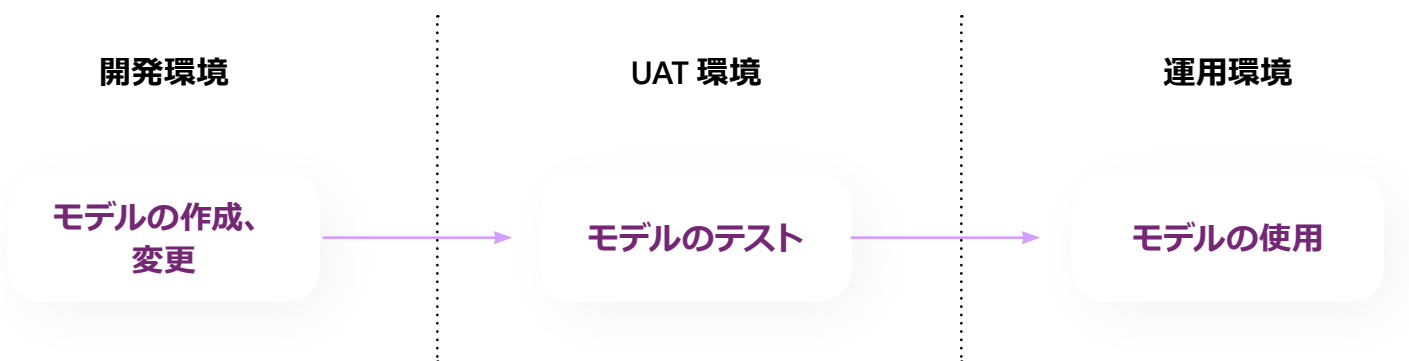 開発環境
UAT 環境
運用環境
モデルの作成、
変更
モデルのテスト
モデルの使用